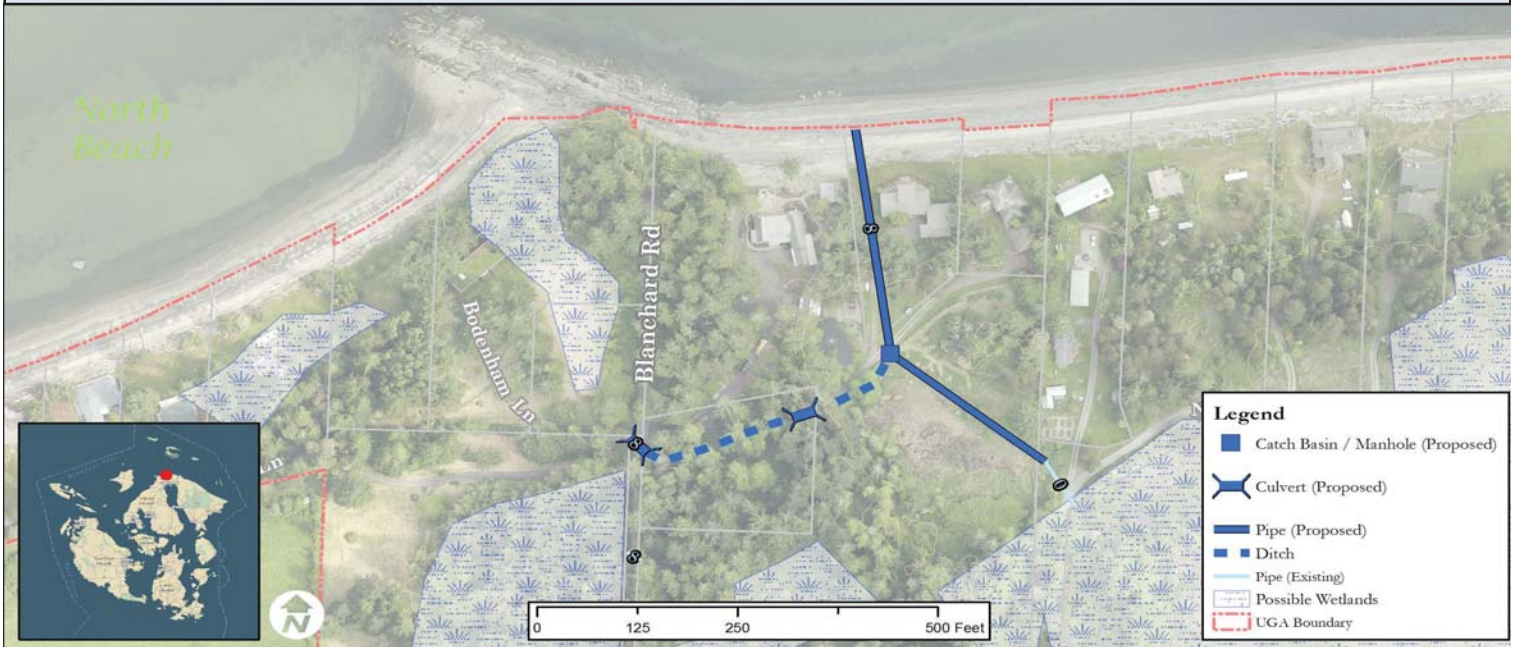 North
Beach
Blanchard Rd
Bodenham Ln
Ln
N
0
125
250
500 Feet
Legend
Catch Basin / Manhole (Proposed)
Culvert (Proposed)
Pipe (Proposed)
Ditch
Pipe (Existing)
Possible Wetlands
UGA Boundary